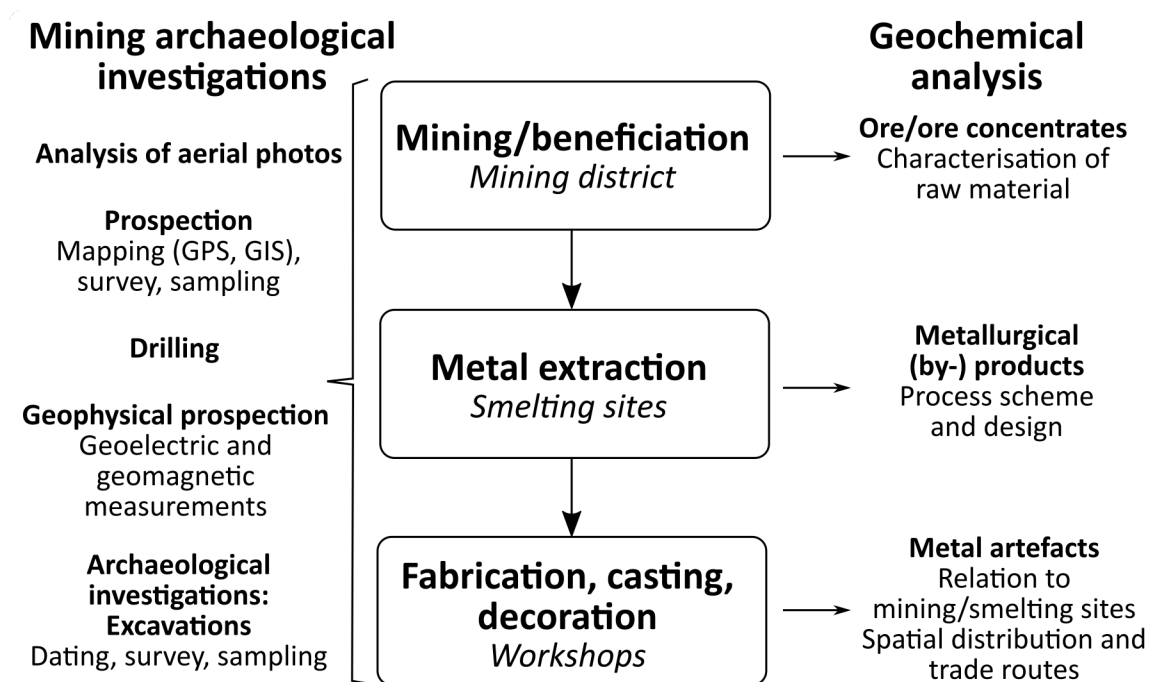 Mining archaeological
investigations
Analysis of aerial photos
Prospection
Mapping (GPS, GIS),
survey, sampling
Drilling
Geophysical prospection
Geoelectric and
geomagnetic
measurements
Archaeological
investigations:
Excavations
Dating, survey, sampling
Mining/beneficiation
Mining district
Metal extraction
Smelting sites
Fabrication, casting,
decoration
Workshops
Geochemical
analysis
Ore/ore concentrates
Characterisation of
raw material
Metallurgical
(by-) products
Process scheme
and design
Metal artefacts
Relation to
mining/smelting sites
Spatial distribution and
trade routes